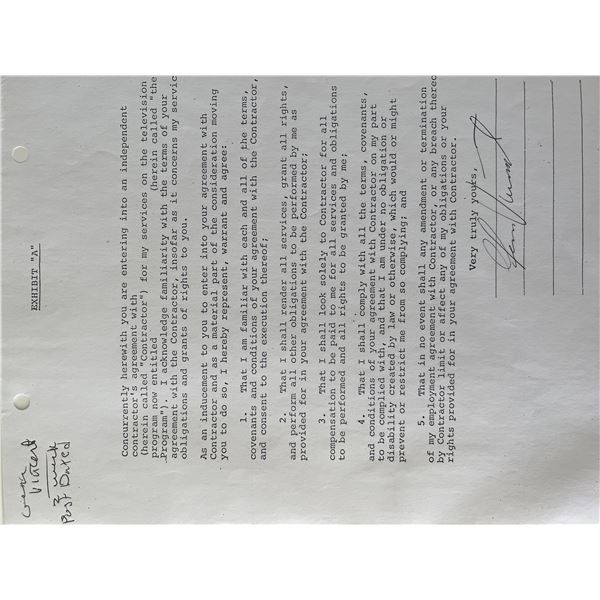 Vincent
2 week
Post Dated
EXHIBIT "A"
Concurrently herewith you are entering into an independent
contractor's agreement with
(herein called "Contractor") for my services on the television
program now entitled (herein called "the
Program"). I acknowledge familiarity with the terms of your
agreement with the Contractor, insofar as it concerns my servic
obligations and grants of rights to you.
As an inducement to you to enter into your agreement with
Contractor and as a material part of the consideration moving
you to do so, I hereby represent, warrant and agree:
1. That I am familiar with each and all of the terms,
covenants and conditions of your agreement with the Contractor,
and consent to the execution thereof;
2. That I shall render all services, grant all rights,
and perform all other obligations to be performed by me as
provided for in your agreement with the Contractor;
3. That I shall look solely to Contractor for all
compensation to be paid to me for all services and obligations
to be performed and all rights to be granted by me;
4. That I shall comply with all the terms, covenants,
and conditions of your agreement with Contractor on my part
to be complied with, and that I am under no obligation or
disability created by law or otherwise, which would or might
prevent or restrict me from so complying; and
5. That in no event shall any amendment or termination
of my employment agreement with Contractor, or any breach thereo
by Contractor limit or affect any of my obligations or your
rights provided for in your agreement with Contractor.
Very truly yours,